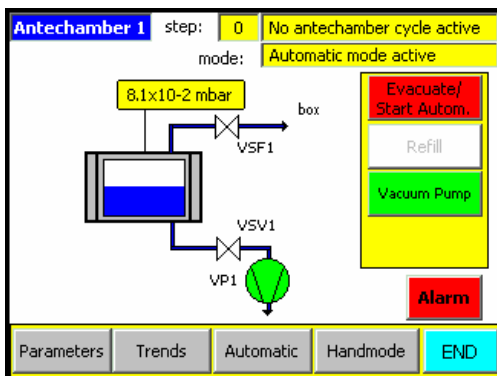 Antechamber 1 step: 0 No antechamber cycle active
mode: Automatic mode active
8.1x10-2 mbar
box
VSF1
VSV1
VP1
Evacuate/
Start Autom.
Refill
Vacuum Pump
Alarm
Parameters Trends Automatic Handmode END